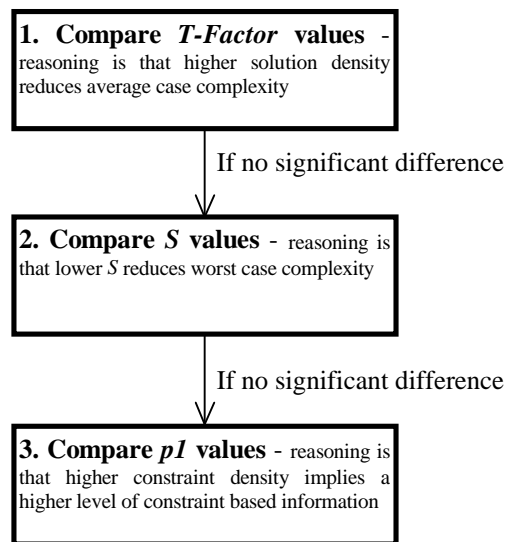 1. Compare T-Factor values -
reasoning is that higher solution density
reduces average case complexity
If no significant difference
2. Compare S values - reasoning is
that lower S reduces worst case complexity
If no significant difference
3. Compare p1 values - reasoning is
that higher constraint density implies a
higher level of constraint based information